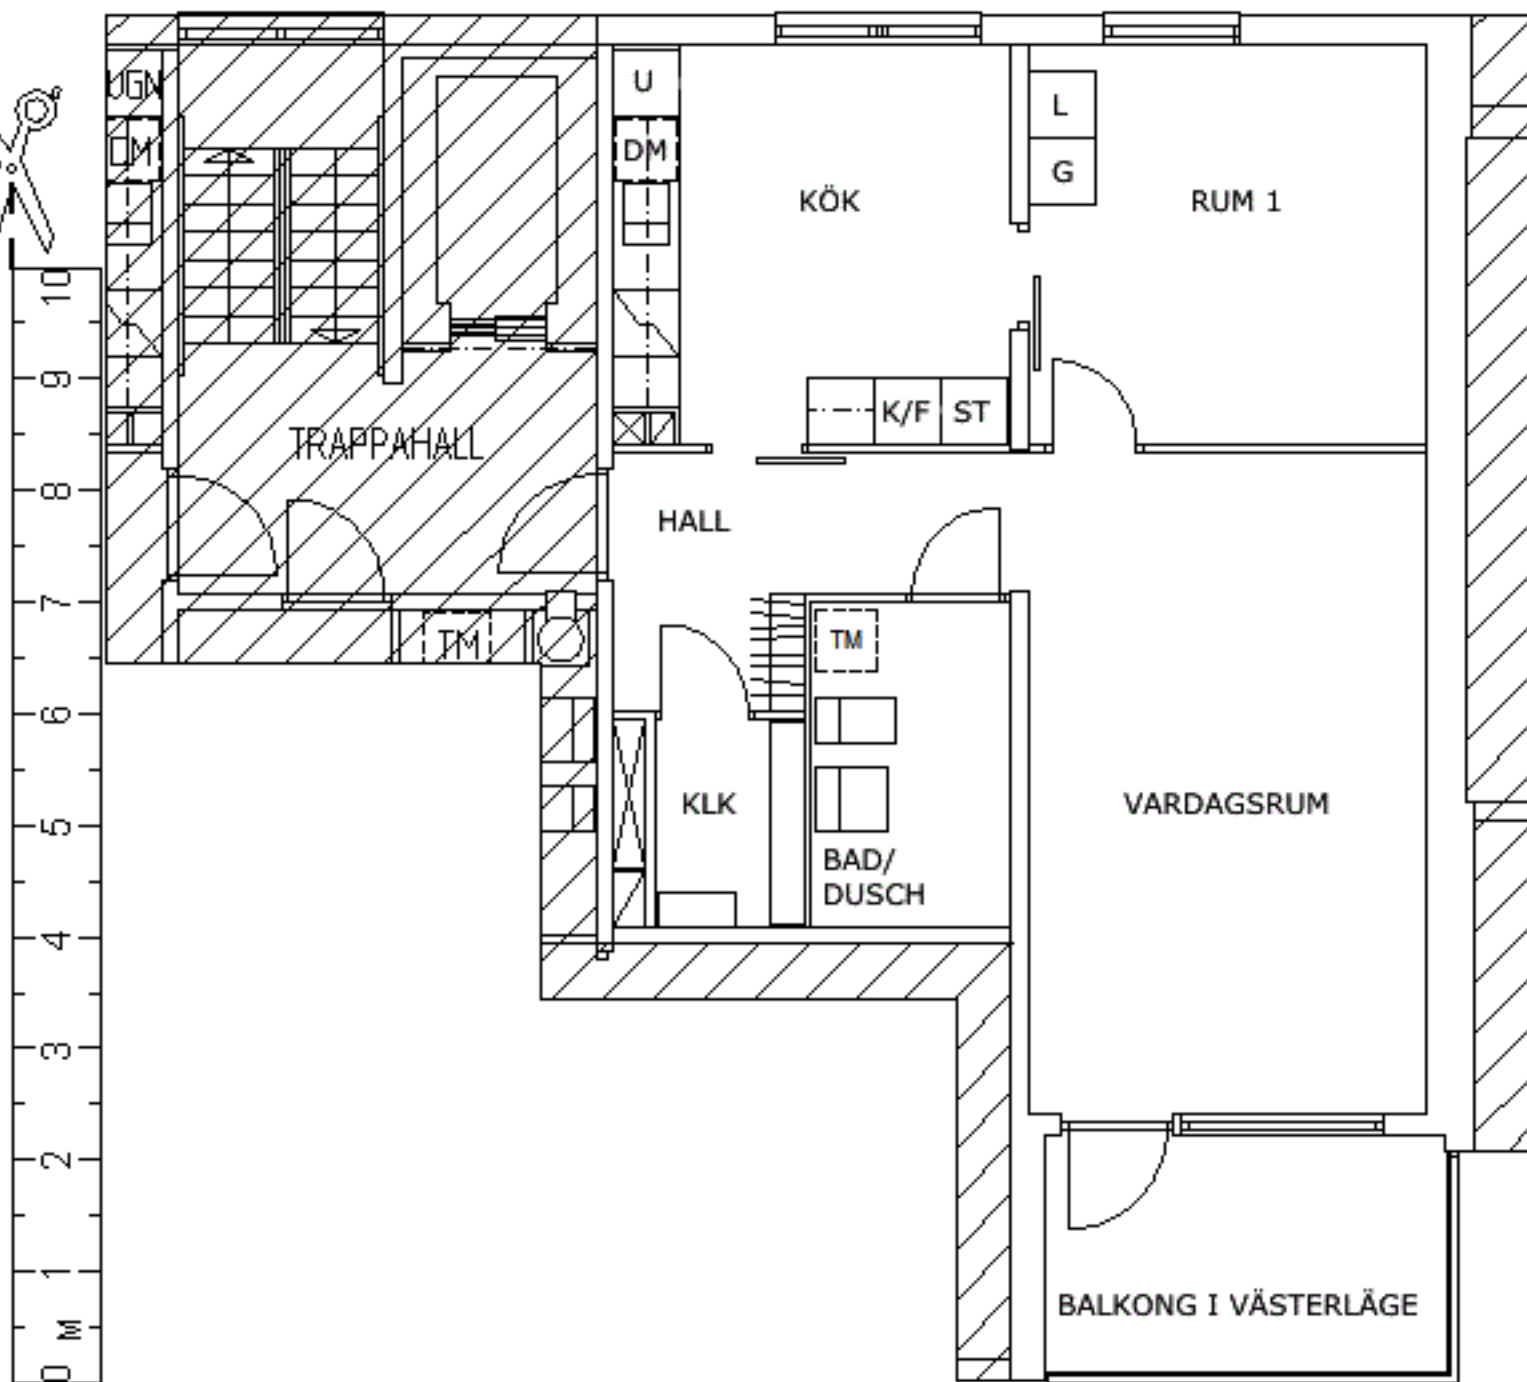 UGN
DM
U
DM
KÖK
L
G
RUM 1
K/F
ST
TRAPPAHALL
HALL
TM
TM
KLK
BAD/
DUSCH
VARDAGSRUM
BALKONG I VÄSTERLÄGE
10
9
8
7
6
5
4
3
2
1
M
0